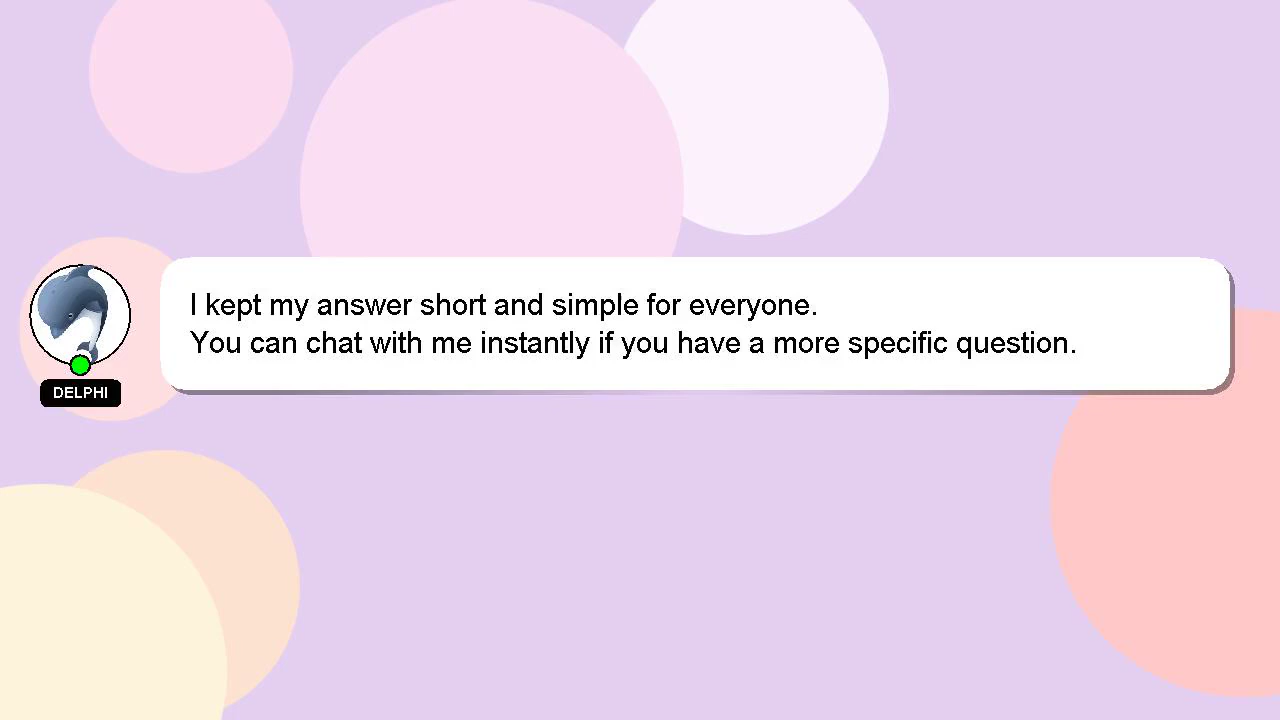 I kept my answer short and simple for everyone.
You can chat with me instantly if you have a more specific question.
DELPHI